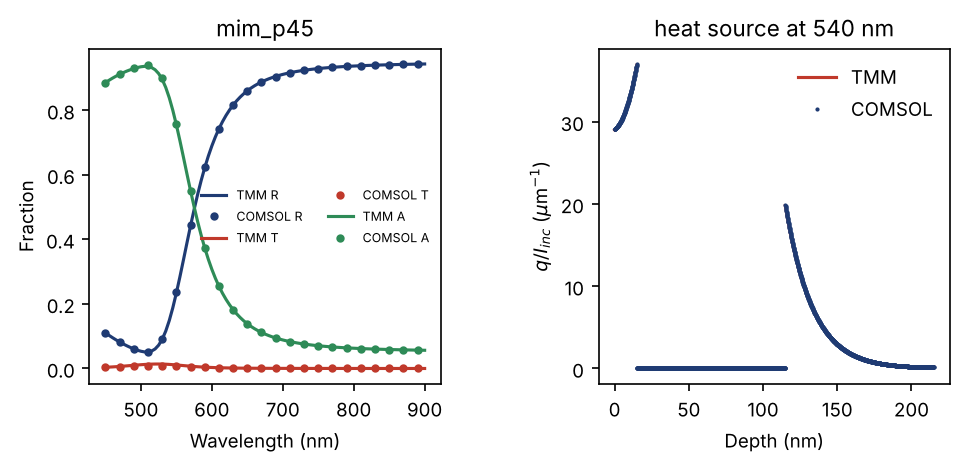 mim_p45
Fraction
0.8
0.6
0.4
0.2
0.0
TMM R
COMSOL R
TMM T
COMSOL T
TMM A
COMSOL A
500 600 700 800 900
Wavelength (nm)
heat source at 540 nm
q/I_inc (μm⁻¹)
30
20
10
0
TMM
COMSOL
0 50 100 150 200
Depth (nm)